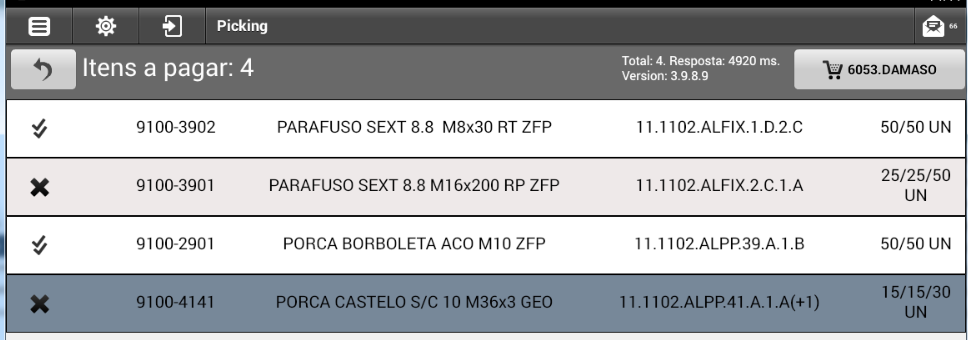 Picking
66
Itens a pagar: 4
Total: 4. Resposta: 4920 ms.
Version: 3.9.8.9
6053.DAMASO
9100-3902 PARAFUSO SEXT 8.8 M8x30 RT ZFP 11.1102.ALFIX.1.D.2.C 50/50 UN
9100-3901 PARAFUSO SEXT 8.8 M16x200 RP ZFP 11.1102.ALFIX.2.C.1.A 25/25/50
UN
9100-2901 PORCA BORBOLETA ACO M10 ZFP 11.1102.ALPP.39.A.1.B 50/50 UN
9100-4141 PORCA CASTELO S/C 10 M36x3 GEO 11.1102.ALPP.41.A.1.A(+1) 15/15/30
UN